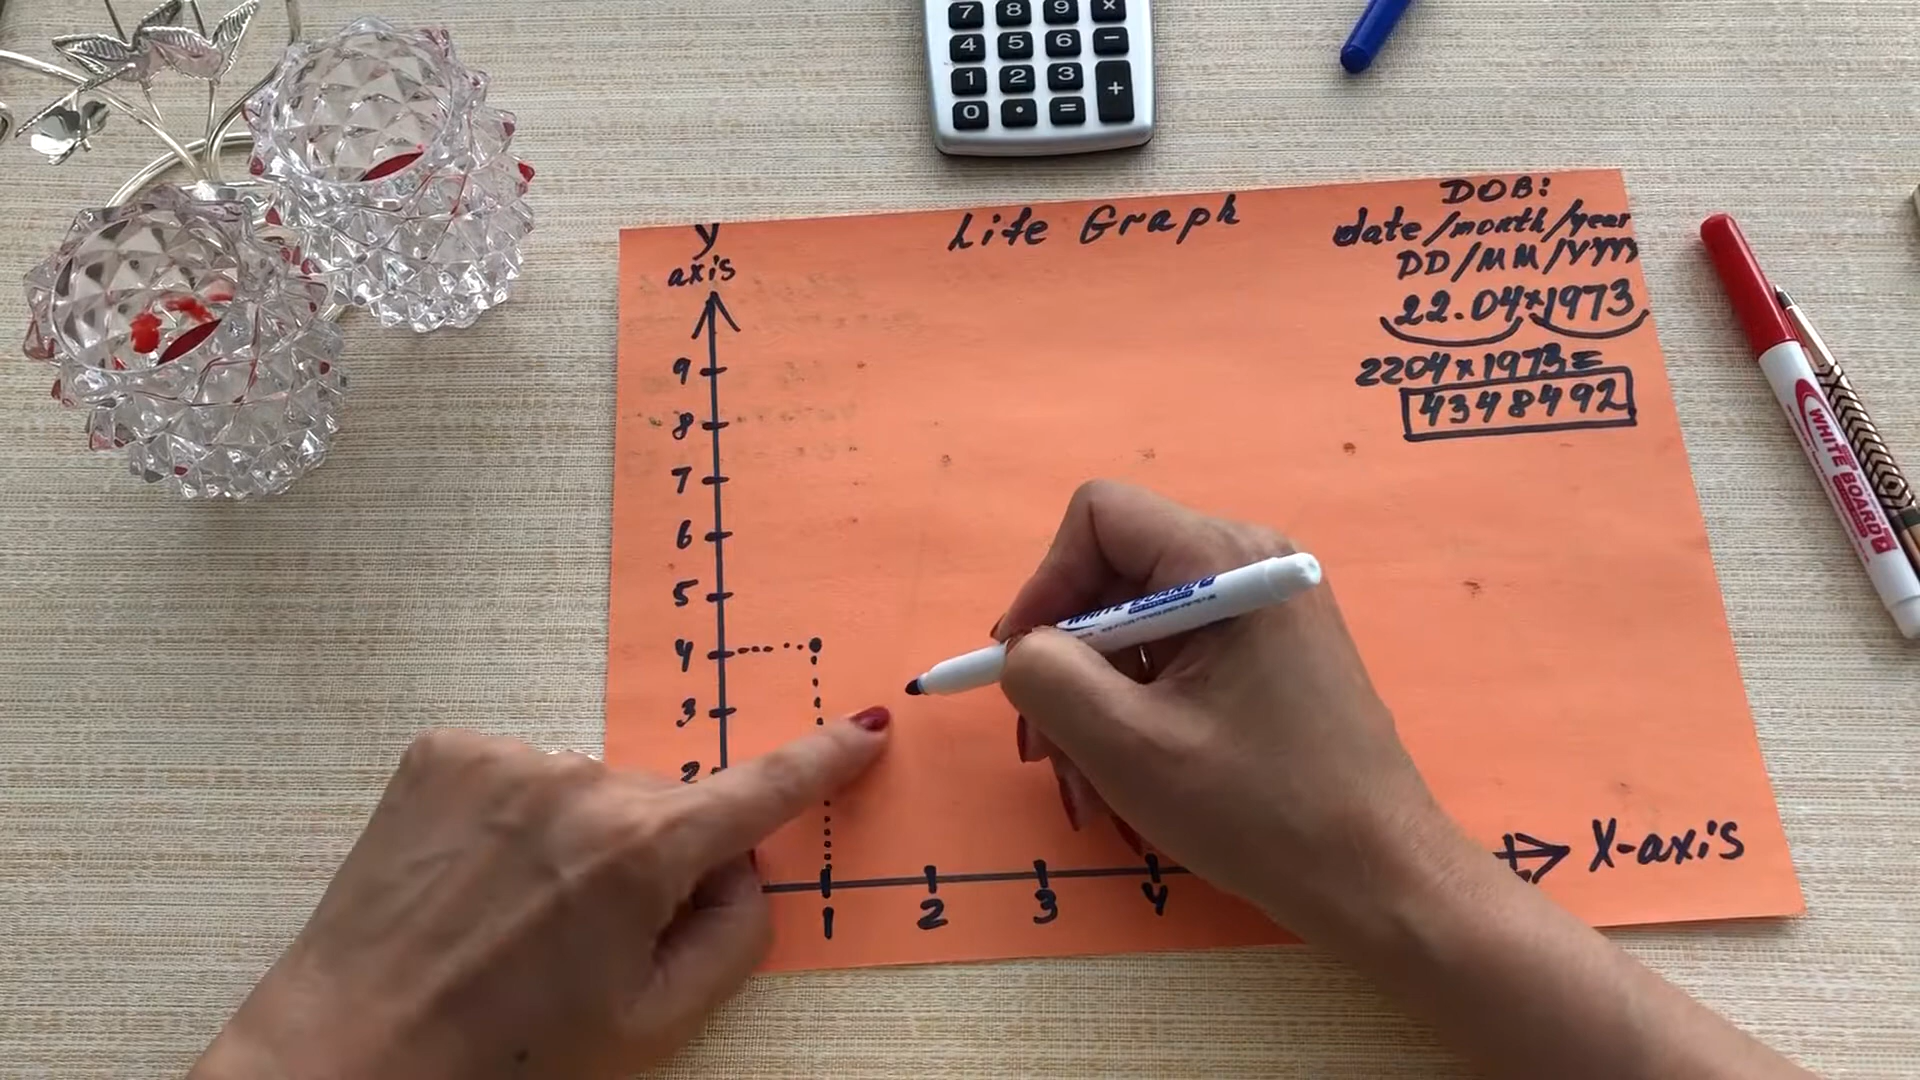 7 8 9 ×
4 5 6 −
1 2 3 +
0 • =
Life Graph
DOB:
date/month/year
DD/MM/YYYY
22.04×1973
2204×1973=
4348492
y
axis
9
8
7
6
5
4
3
2
1 2 3 4
X-axis
WHITE BOARD
WHITE BOARD